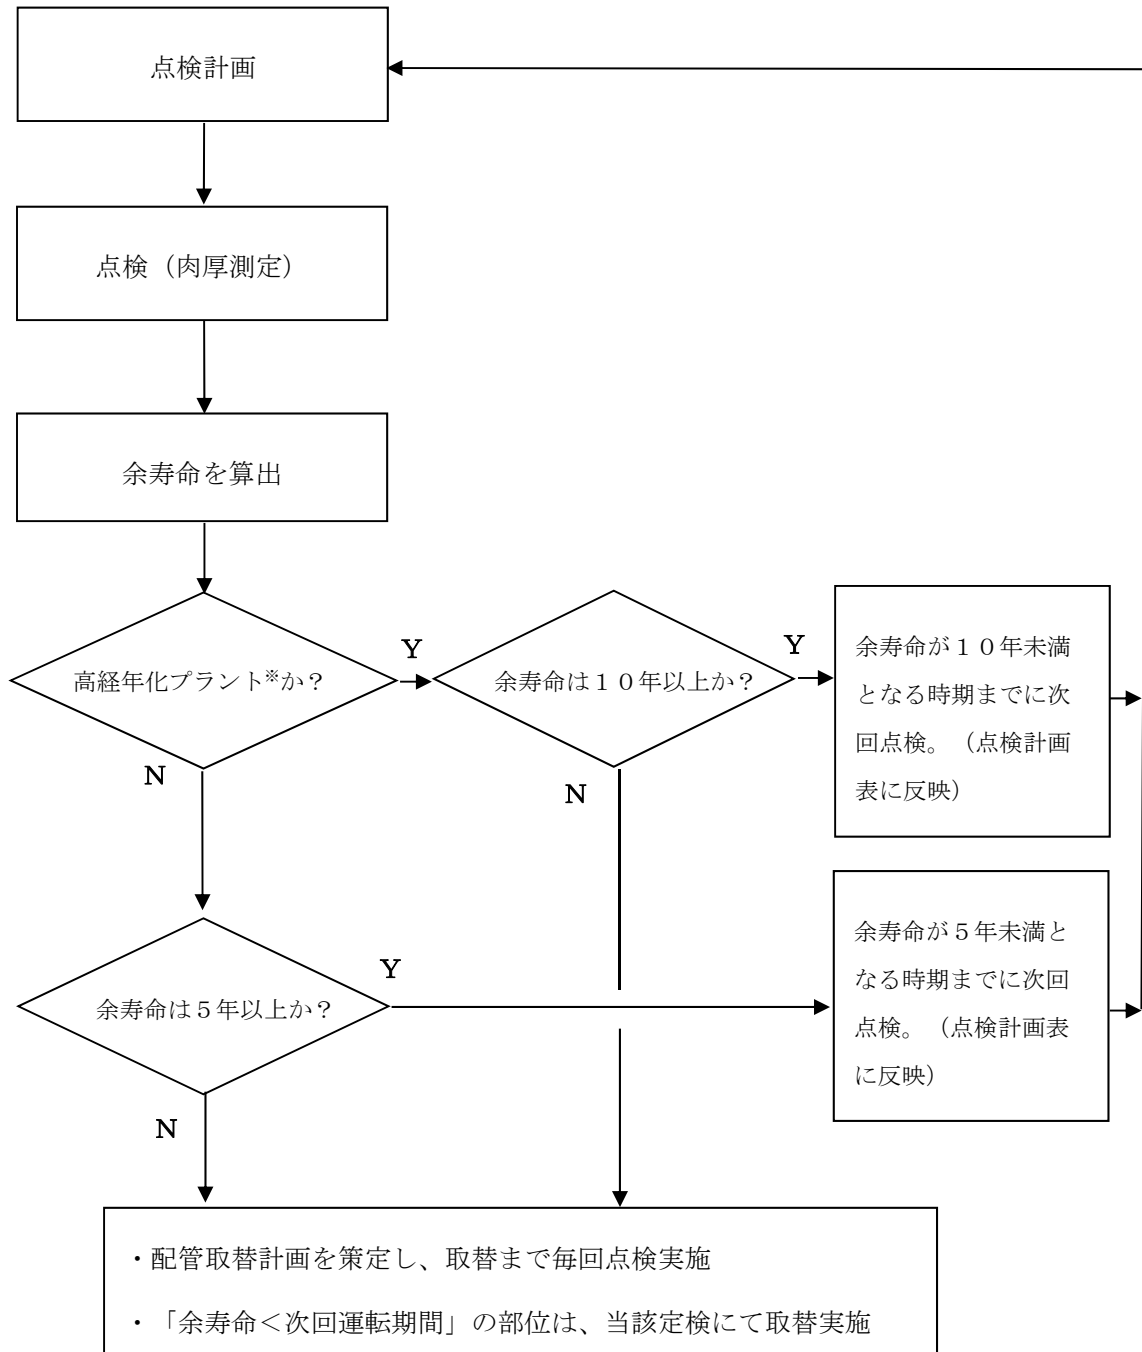 点検計画
点検（肉厚測定）
余寿命を算出
高経年化プラント※か？
Y
余寿命は１０年以上か？
Y
余寿命が１０年未満
となる時期までに次
回点検。（点検計画
表に反映）
N
N
余寿命は５年以上か？
Y
余寿命が５年未満と
なる時期までに次回
点検。（点検計画表
に反映）
N
・配管取替計画を策定し、取替まで毎回点検実施
・「余寿命＜次回運転期間」の部位は、当該定検にて取替実施